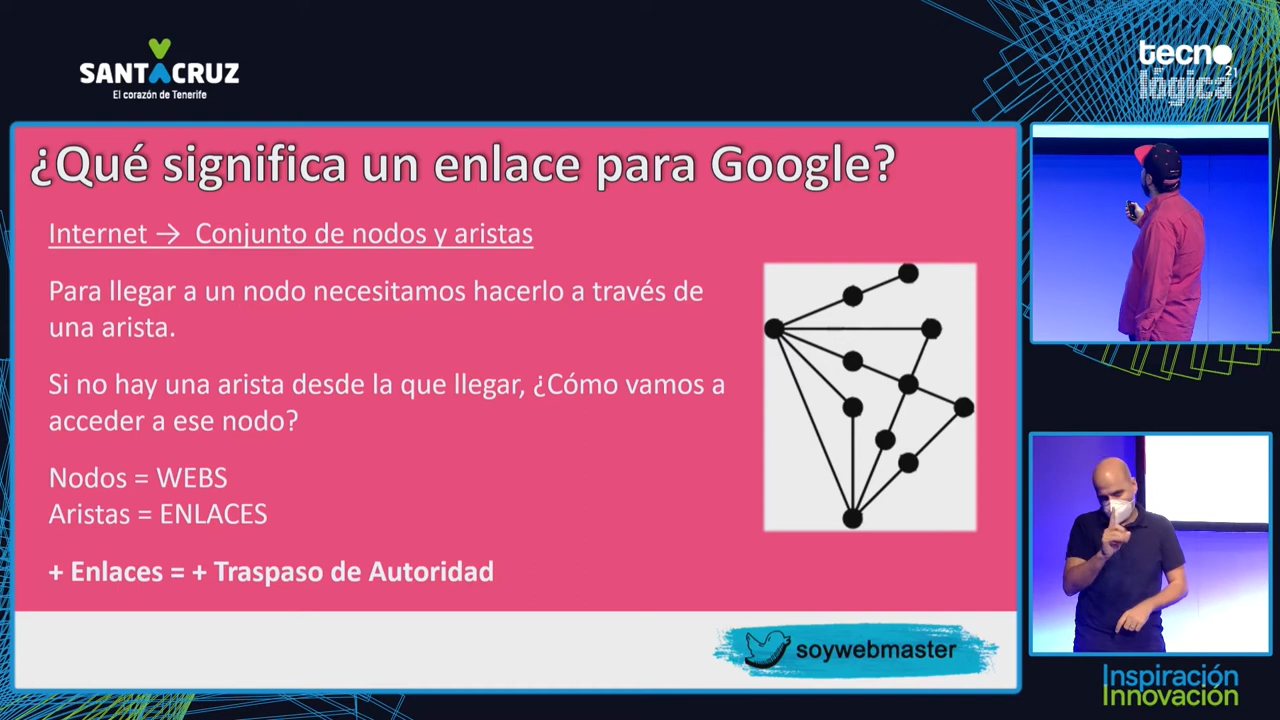 SANTACRUZ
El corazón de Tenerife
tecno
lógica
21
¿Qué significa un enlace para Google?
Internet → Conjunto de nodos y aristas
Para llegar a un nodo necesitamos hacerlo a través de
una arista.
Si no hay una arista desde la que llegar, ¿Cómo vamos a
acceder a ese nodo?
Nodos = WEBS
Aristas = ENLACES
+ Enlaces = + Traspaso de Autoridad
soywebmaster
Inspiración
Innovación